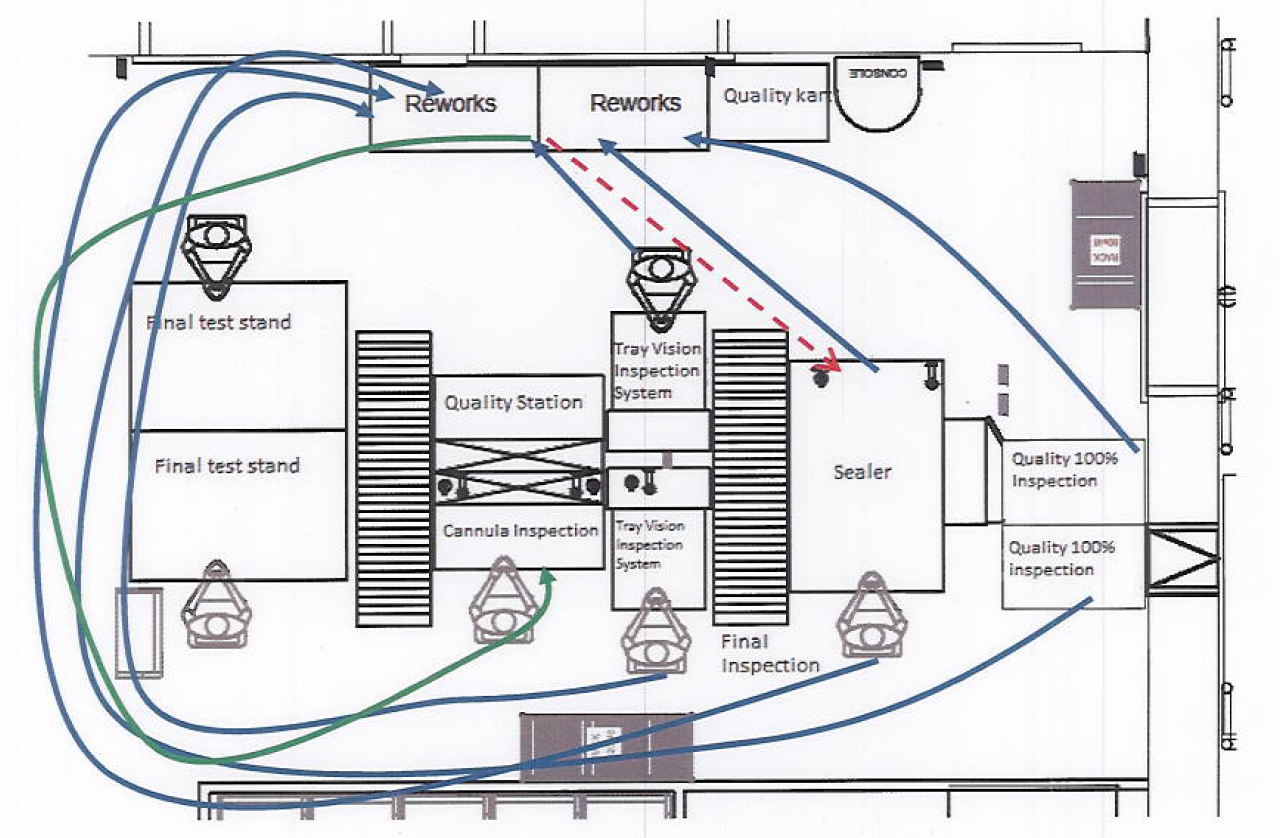 CONSOLE
Reworks
Reworks
Quality kart
RACK
Final test stand
Tray Vision
Inspection
System
Quality Station
Final test stand
Sealer
Quality 100%
Inspection
Cannula Inspection
Tray Vision
Inspection
System
Quality 100%
inspection
Final
Inspection